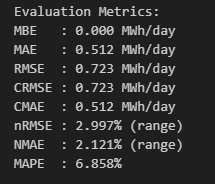 Evaluation Metrics:
MBE : 0.000 MWh/day
MAE : 0.512 MWh/day
RMSE : 0.723 MWh/day
CRMSE : 0.723 MWh/day
CMAE : 0.512 MWh/day
nRMSE : 2.997% (range)
NMAE : 2.121% (range)
MAPE : 6.858%